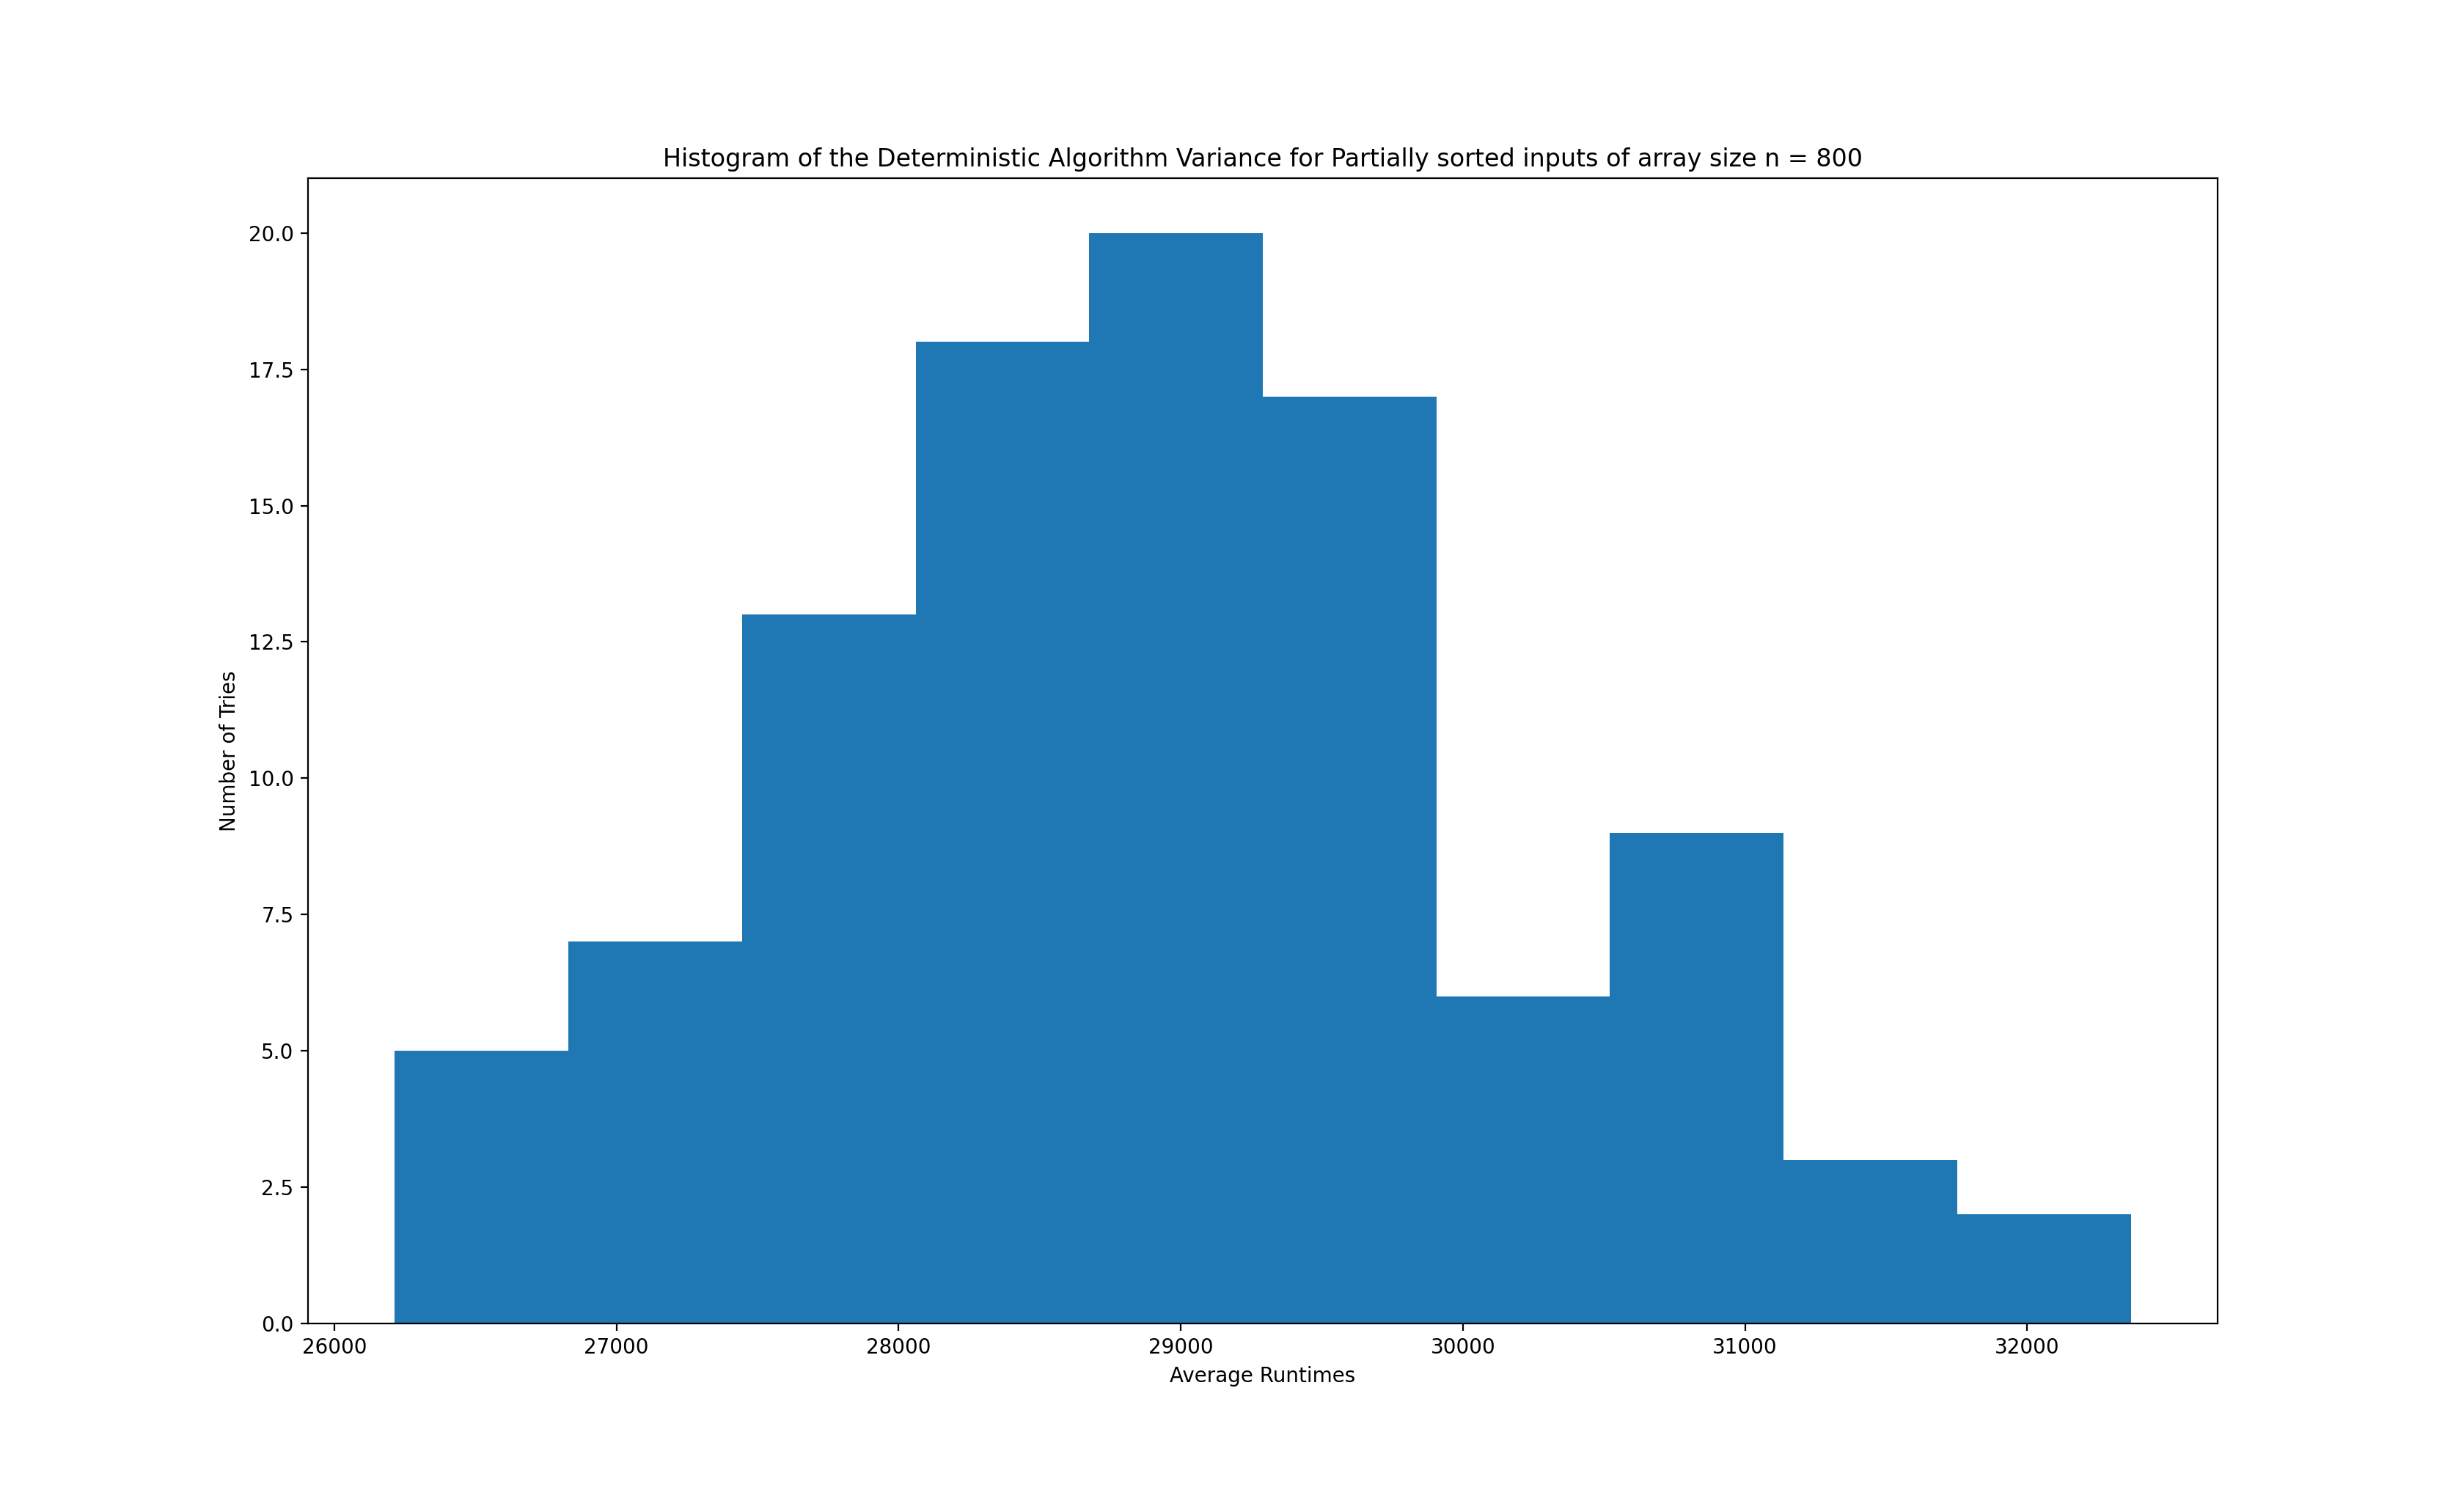 Histogram of the Deterministic Algorithm Variance for Partially sorted inputs of array size n = 800
20.0
17.5
15.0
12.5
10.0
7.5
5.0
2.5
0.0
Number of Tries
26000 27000 28000 29000 30000 31000 32000
Average Runtimes